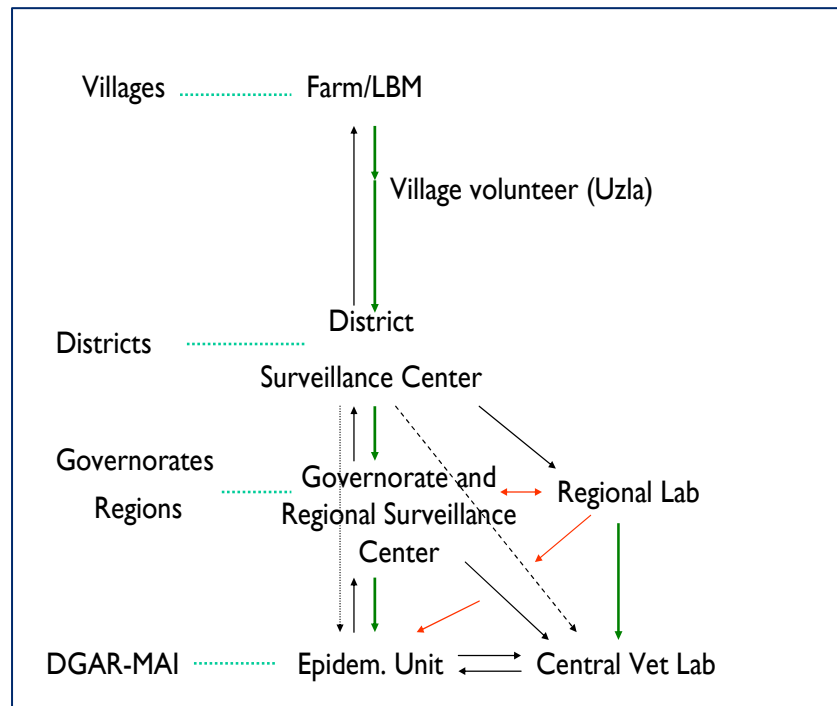 Villages
Farm/LBM
Village volunteer (Uzla)
District
Districts
Surveillance Center
Governorates
Regions
Governorate and
Regional Surveillance
Center
Regional Lab
DGAR-MAI
Epidem. Unit
Central Vet Lab